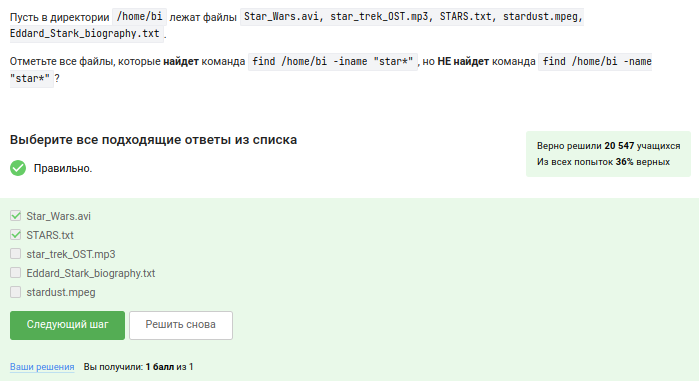 Пусть в директории /home/bi лежат файлы Star_Wars.avi, star_trek_OST.mp3, STARS.txt, stardust.mpeg,
Eddard_Stark_biography.txt.
Отметьте все файлы, которые найдет команда find /home/bi -iname "star*", но НЕ найдет команда find /home/bi -name
"star*"?
Выберите все подходящие ответы из списка
Верно решили 20 547 учащихся
Из всех попыток 36% верных
Правильно.
Star_Wars.avi
STARS.txt
star_trek_OST.mp3
Eddard_Stark_biography.txt
stardust.mpeg
Следующий шаг
Решить снова
Ваши решения Вы получили: 1 балл из 1